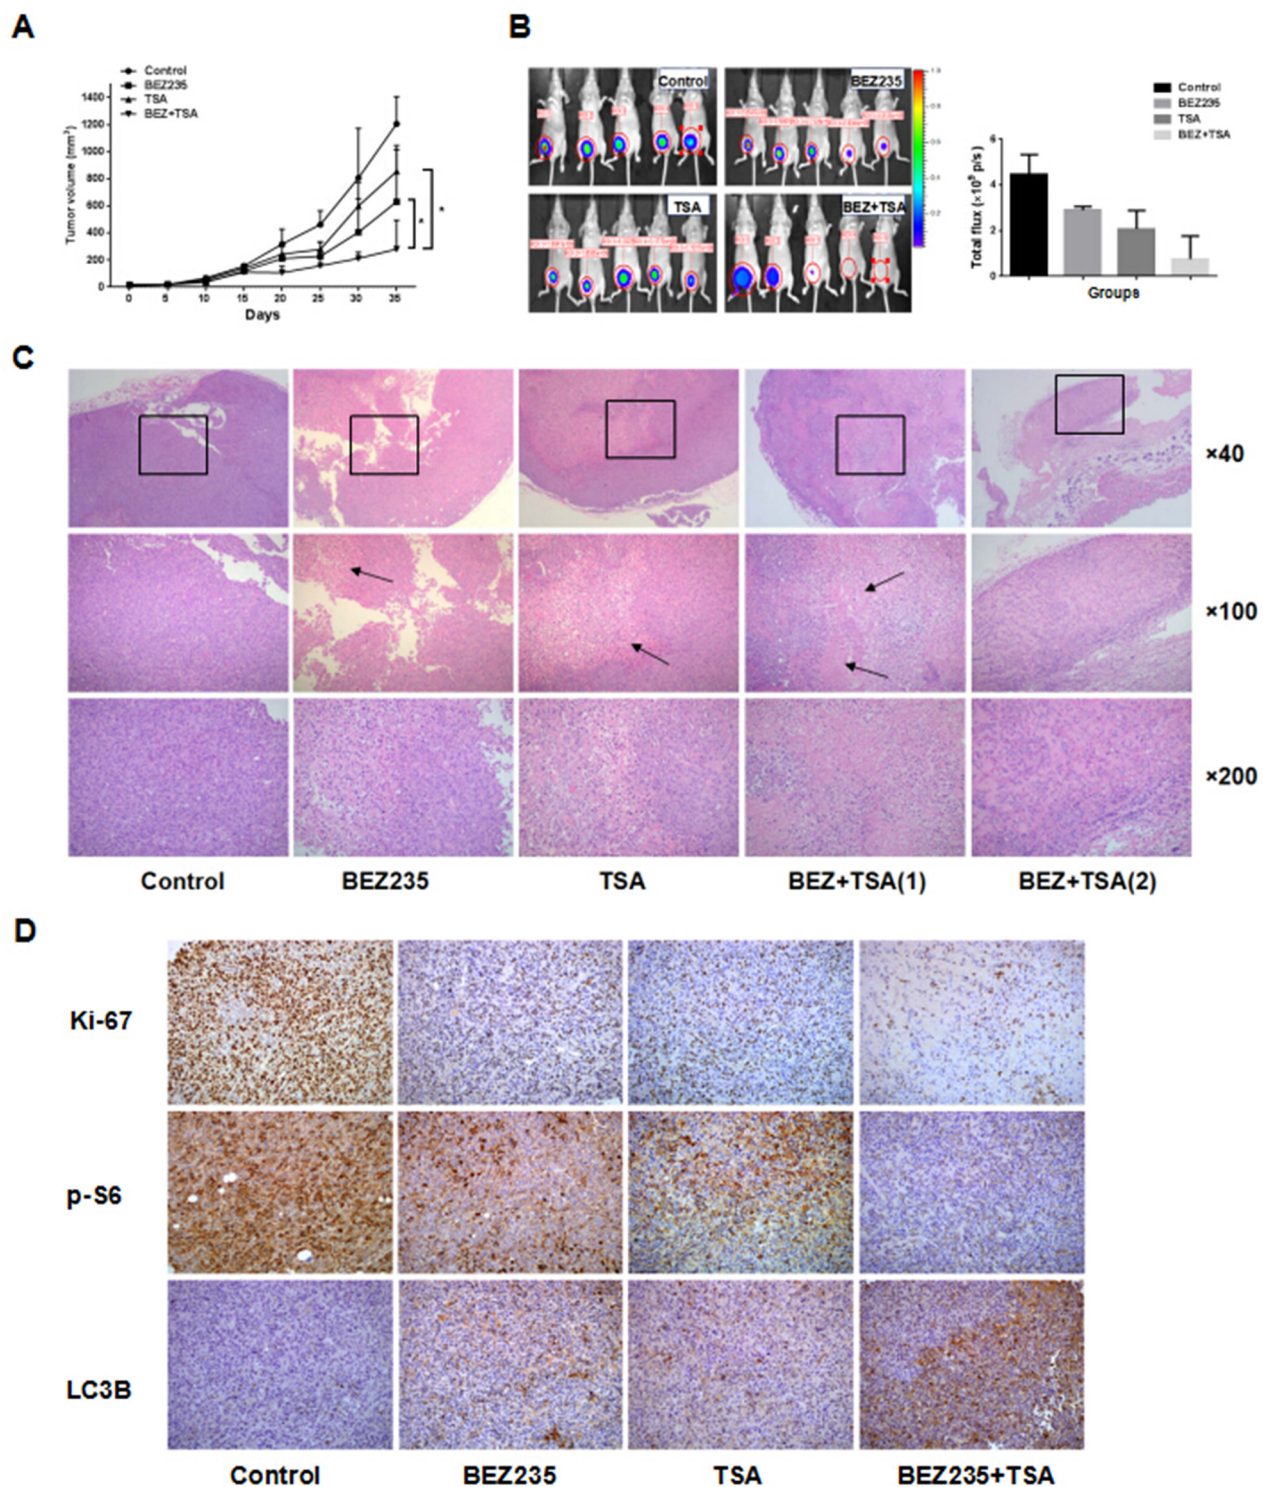 A
Control
BEZ235
TSA
BEZ+TSA
Tumor volume (mm³)
1400
1200
1000
800
600
400
200
0
*
*
0 5 10 15 20 25 30 35
Days
B
Control
BEZ235
TSA
BEZ+TSA
Control
BEZ235
TSA
BEZ+TSA
Total flux (×10⁹ p/s)
6
4
2
0
Groups
C
×40
×100
×200
Control
BEZ235
TSA
BEZ+TSA(1)
BEZ+TSA(2)
D
Ki-67
p-S6
LC3B
Control
BEZ235
TSA
BEZ235+TSA